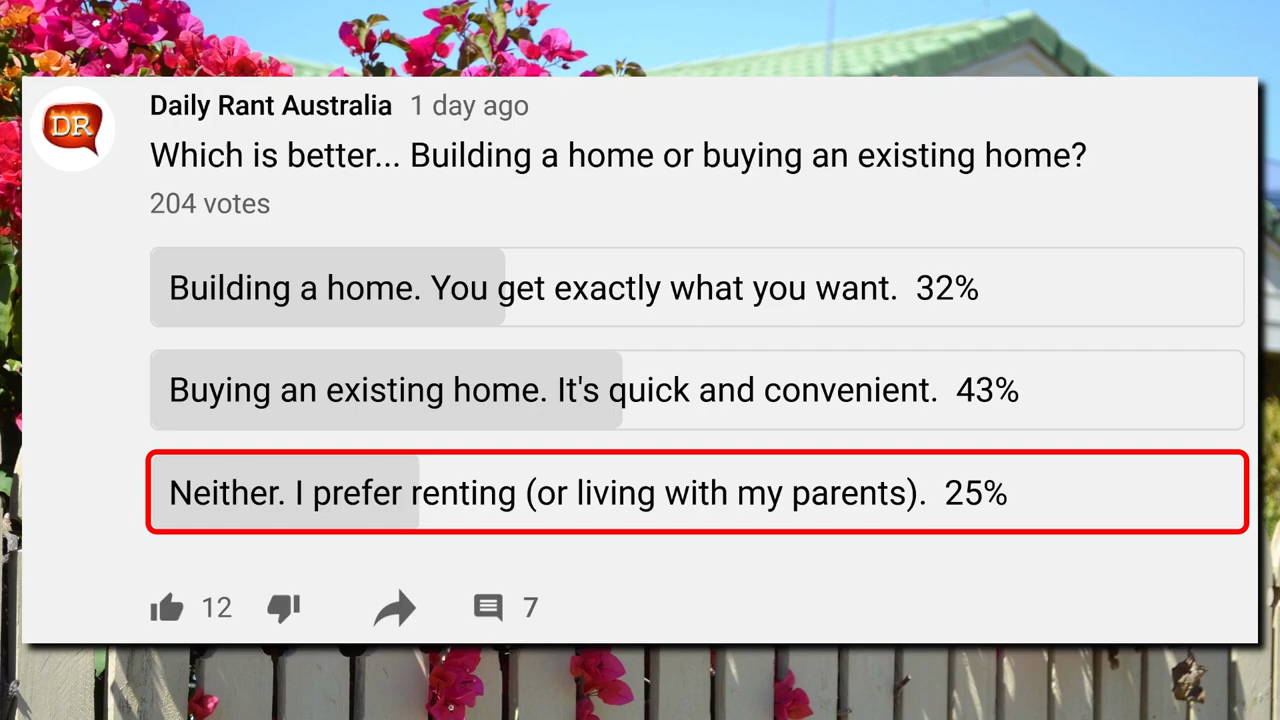 DR
Daily Rant Australia 1 day ago
Which is better... Building a home or buying an existing home?
204 votes
Building a home. You get exactly what you want. 32%
Buying an existing home. It's quick and convenient. 43%
Neither. I prefer renting (or living with my parents). 25%
12 7